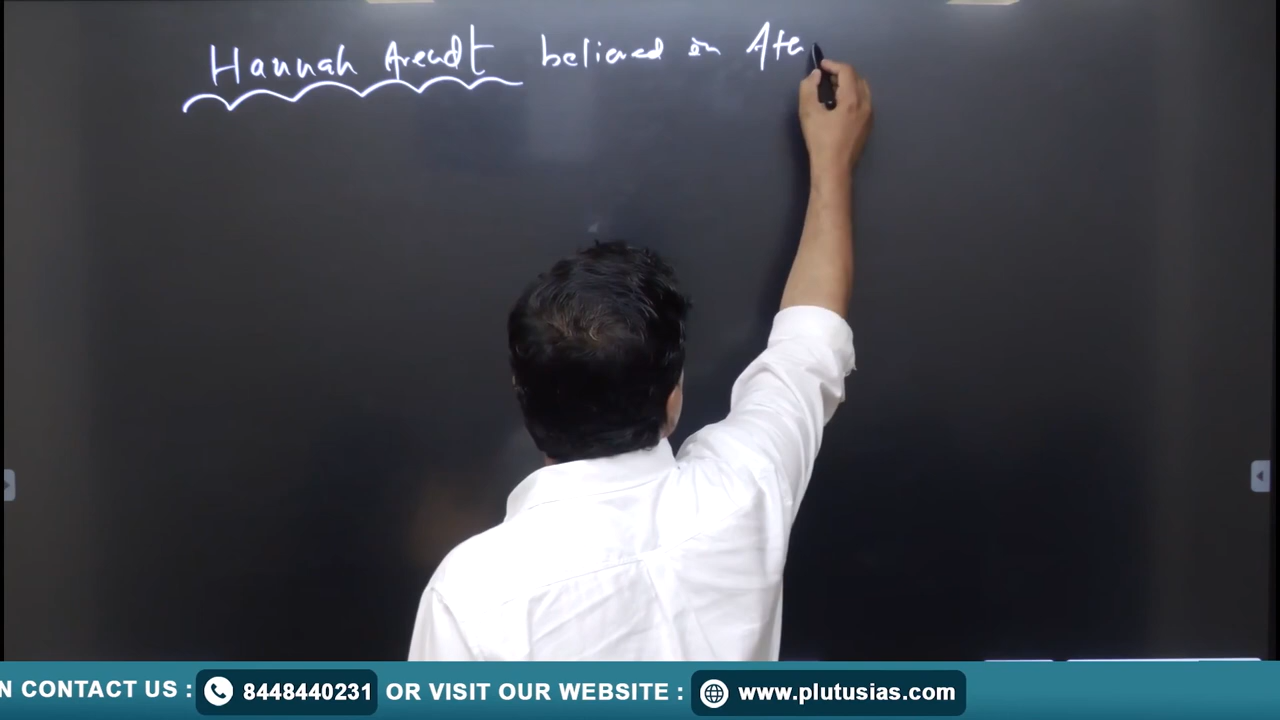 Hannah Arendt believed in Ate
N CONTACT US : 8448440231 OR VISIT OUR WEBSITE : www.plutusias.com